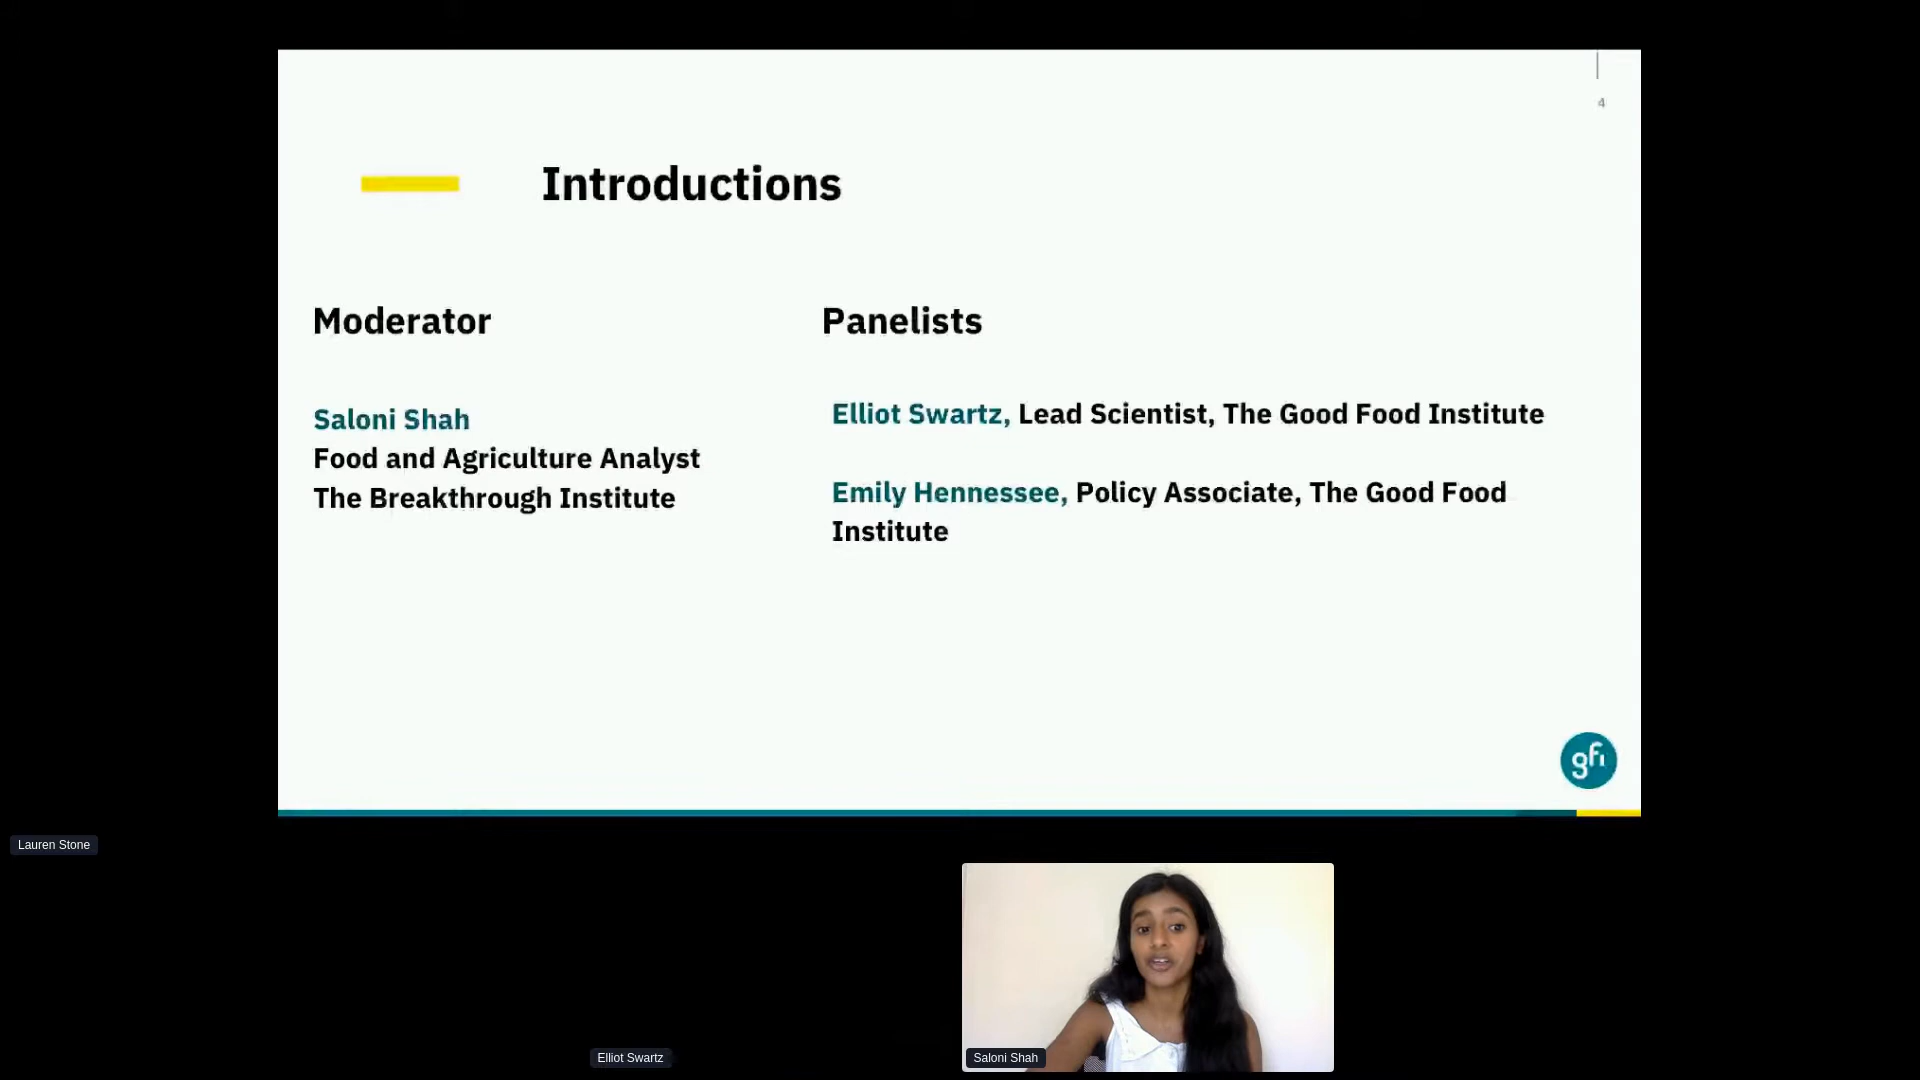 4
Introductions
Moderator
Saloni Shah
Food and Agriculture Analyst
The Breakthrough Institute
Panelists
Elliot Swartz, Lead Scientist, The Good Food Institute
Emily Hennessee, Policy Associate, The Good Food
Institute
gfi
Lauren Stone
Elliot Swartz
Saloni Shah